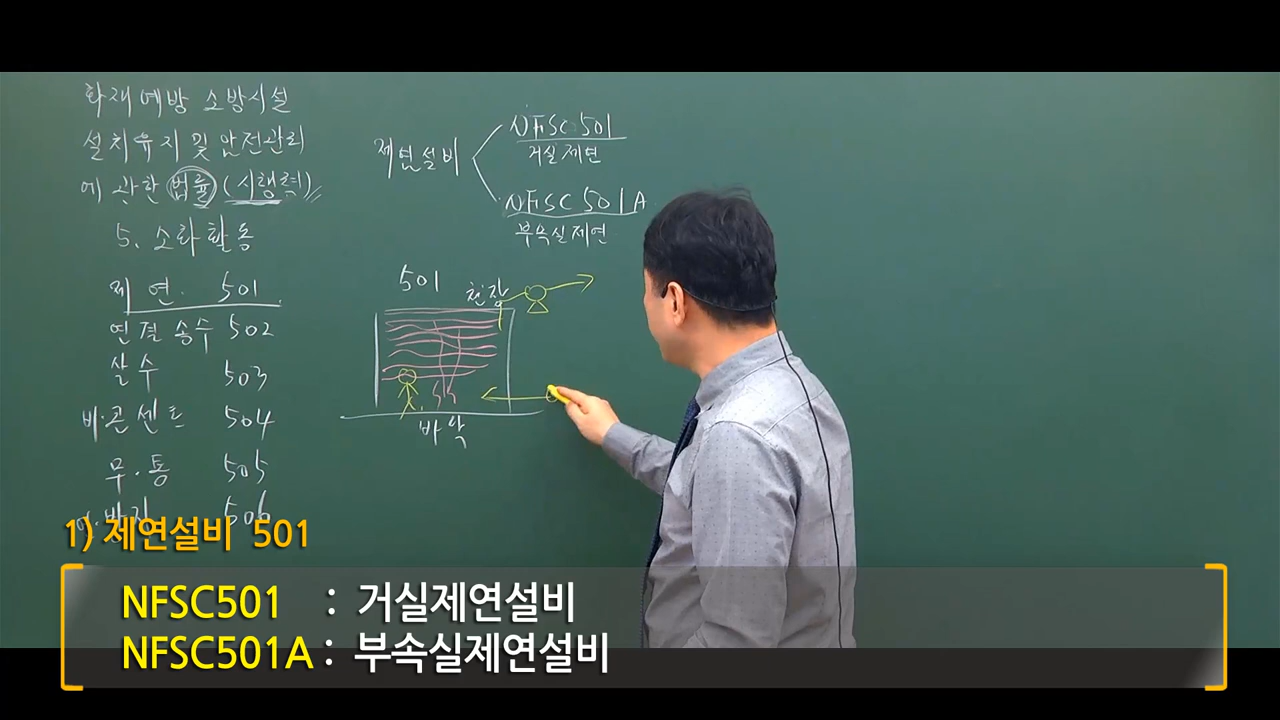 화재예방 소방시설
설치유지 및 안전관리
에 관한 법률 (시행력)
5. 소화활동
제 연. 501
연결송수 502
살수 503
비.콘센트 504
무.통 505
506
제연설비
NFSC 501
거실제연
NFSC 501A
부속실제연
501
천장
바닥
1) 제연설비 501
NFSC501 : 거실제연설비
NFSC501A : 부속실제연설비